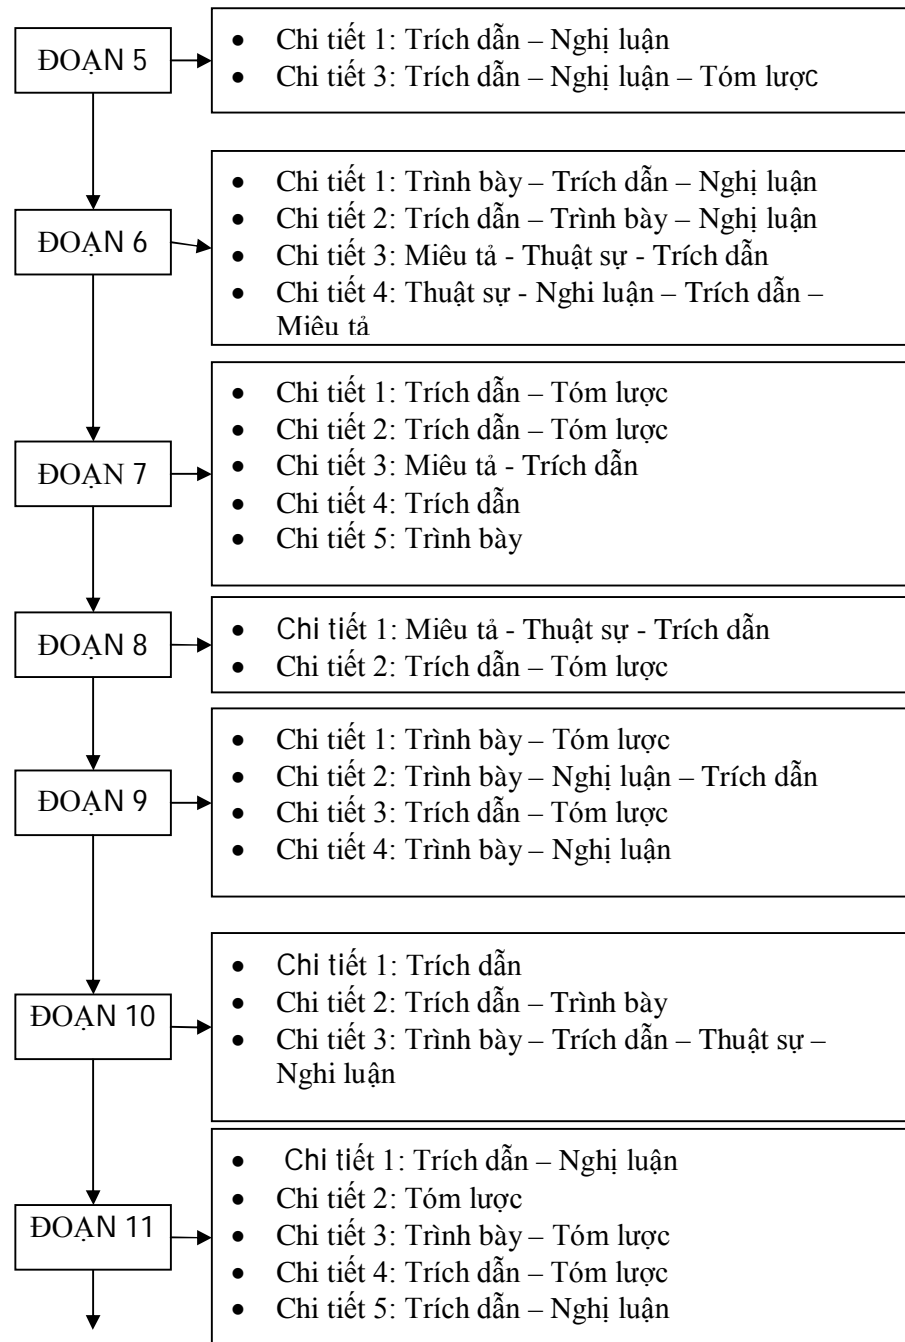 ĐOẠN 5
• Chi tiết 1: Trích dẫn – Nghị luận
• Chi tiết 3: Trích dẫn – Nghị luận – Tóm lược
ĐOẠN 6
• Chi tiết 1: Trình bày – Trích dẫn – Nghị luận
• Chi tiết 2: Trích dẫn – Trình bày – Nghị luận
• Chi tiết 3: Miêu tả - Thuật sự - Trích dẫn
• Chi tiết 4: Thuật sự - Nghi luận – Trích dẫn –
Miêu tả
ĐOẠN 7
• Chi tiết 1: Trích dẫn – Tóm lược
• Chi tiết 2: Trích dẫn – Tóm lược
• Chi tiết 3: Miêu tả - Trích dẫn
• Chi tiết 4: Trích dẫn
• Chi tiết 5: Trình bày
ĐOẠN 8
• Chi tiết 1: Miêu tả - Thuật sự - Trích dẫn
• Chi tiết 2: Trích dẫn – Tóm lược
ĐOẠN 9
• Chi tiết 1: Trình bày – Tóm lược
• Chi tiết 2: Trình bày – Nghị luận – Trích dẫn
• Chi tiết 3: Trích dẫn – Tóm lược
• Chi tiết 4: Trình bày – Nghị luận
ĐOẠN 10
• Chi tiết 1: Trích dẫn
• Chi tiết 2: Trích dẫn – Trình bày
• Chi tiết 3: Trình bày – Trích dẫn – Thuật sự –
Nghi luận
ĐOẠN 11
• Chi tiết 1: Trích dẫn – Nghị luận
• Chi tiết 2: Tóm lược
• Chi tiết 3: Trình bày – Tóm lược
• Chi tiết 4: Trích dẫn – Tóm lược
• Chi tiết 5: Trích dẫn – Nghị luận